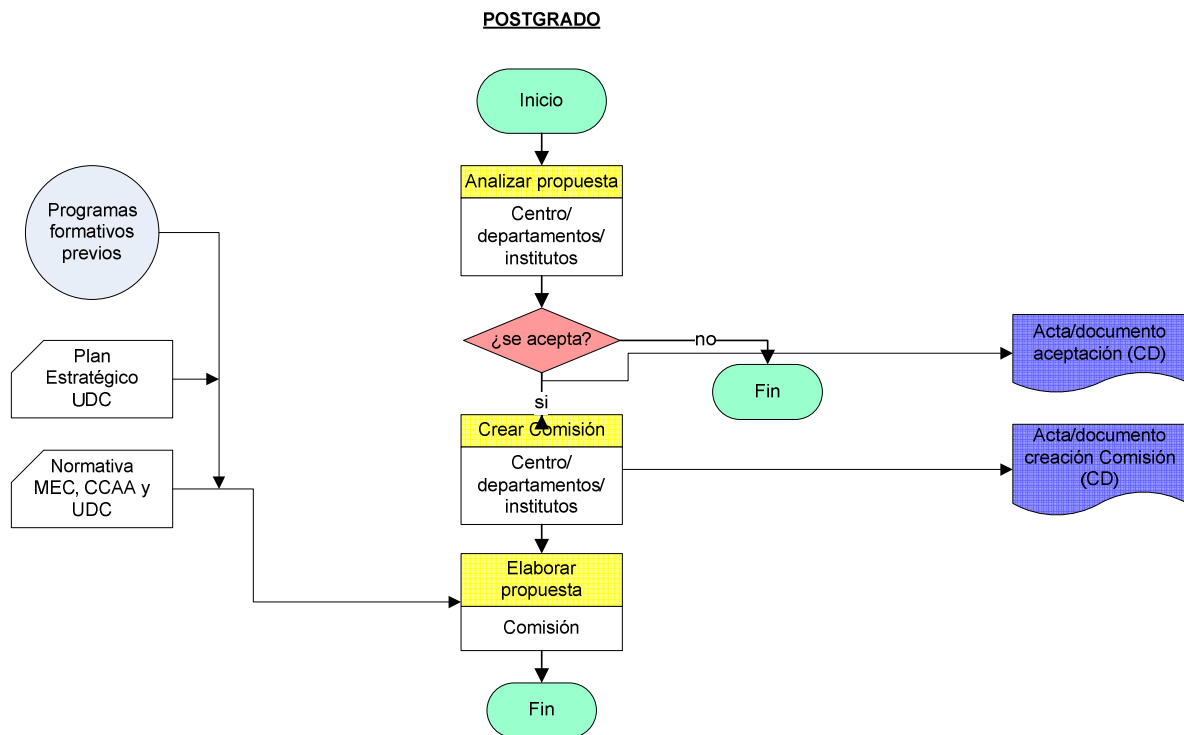 POSTGRADO
Inicio
Analizar propuesta
Centro/
departamentos/
institutos
Programas
formativos
previos
¿se acepta?
no
Fin
Acta/documento
aceptación (CD)
Plan
Estratégico
UDC
si
Crear Comisión
Centro/
departamentos/
institutos
Acta/documento
creación Comisión
(CD)
Normativa
MEC, CCAA y
UDC
Elaborar
propuesta
Comisión
Fin